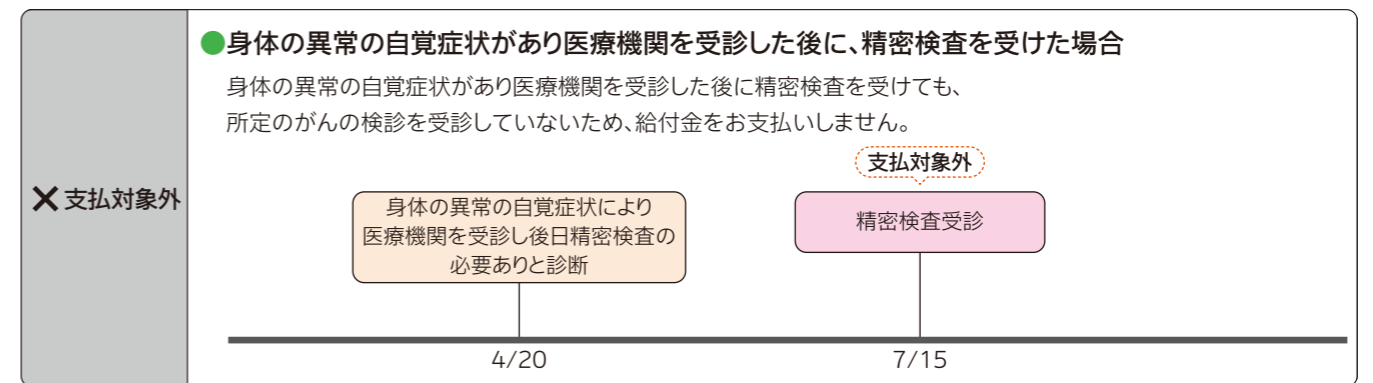 ×支払対象外
●身体の異常の自覚症状があり医療機関を受診した後に、精密検査を受けた場合
身体の異常の自覚症状があり医療機関を受診した後に精密検査を受けても、
所定のがんの検診を受診していないため、給付金をお支払いしません。
支払対象外
身体の異常の自覚症状により
医療機関を受診し後日精密検査の
必要ありと診断
精密検査受診
4/20
7/15